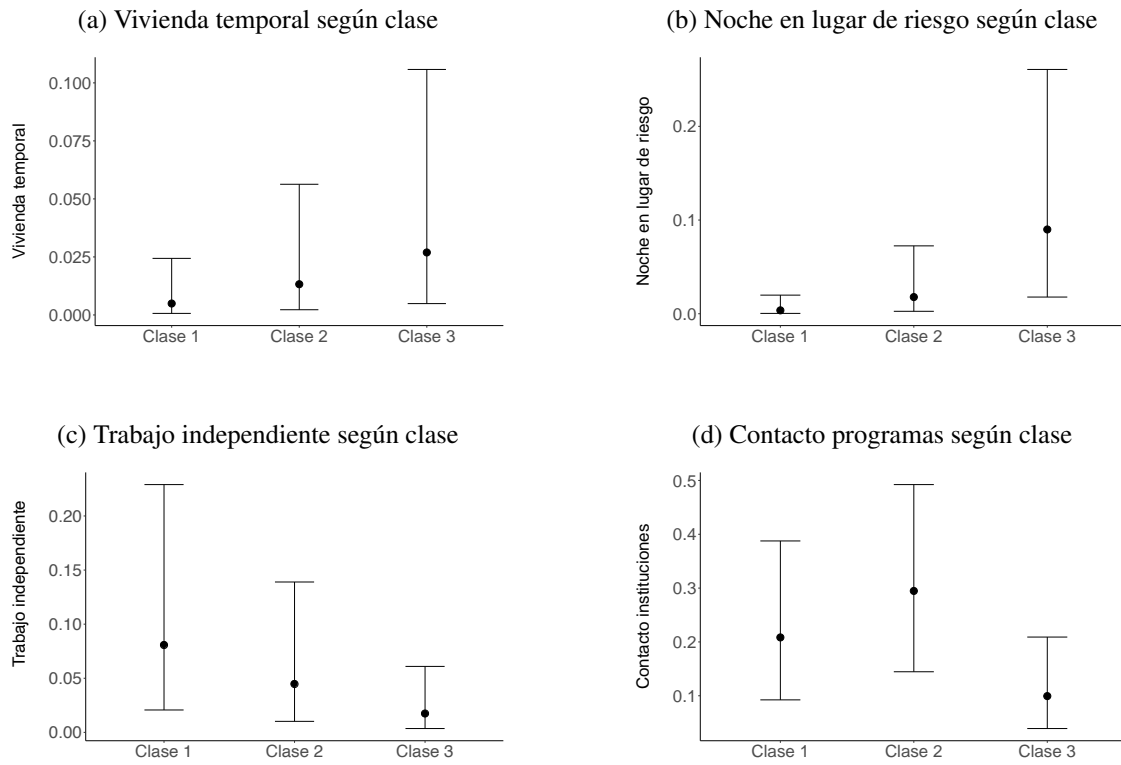 (a) Vivienda temporal según clase
Vivienda temporal
0.100
0.075
0.050
0.025
0.000
Clase 1 Clase 2 Clase 3
(b) Noche en lugar de riesgo según clase
Noche en lugar de riesgo
0.2
0.1
0.0
Clase 1 Clase 2 Clase 3
(c) Trabajo independiente según clase
Trabajo independiente
0.20
0.15
0.10
0.05
0.00
Clase 1 Clase 2 Clase 3
(d) Contacto programas según clase
Contacto instituciones
0.5
0.4
0.3
0.2
0.1
Clase 1 Clase 2 Clase 3